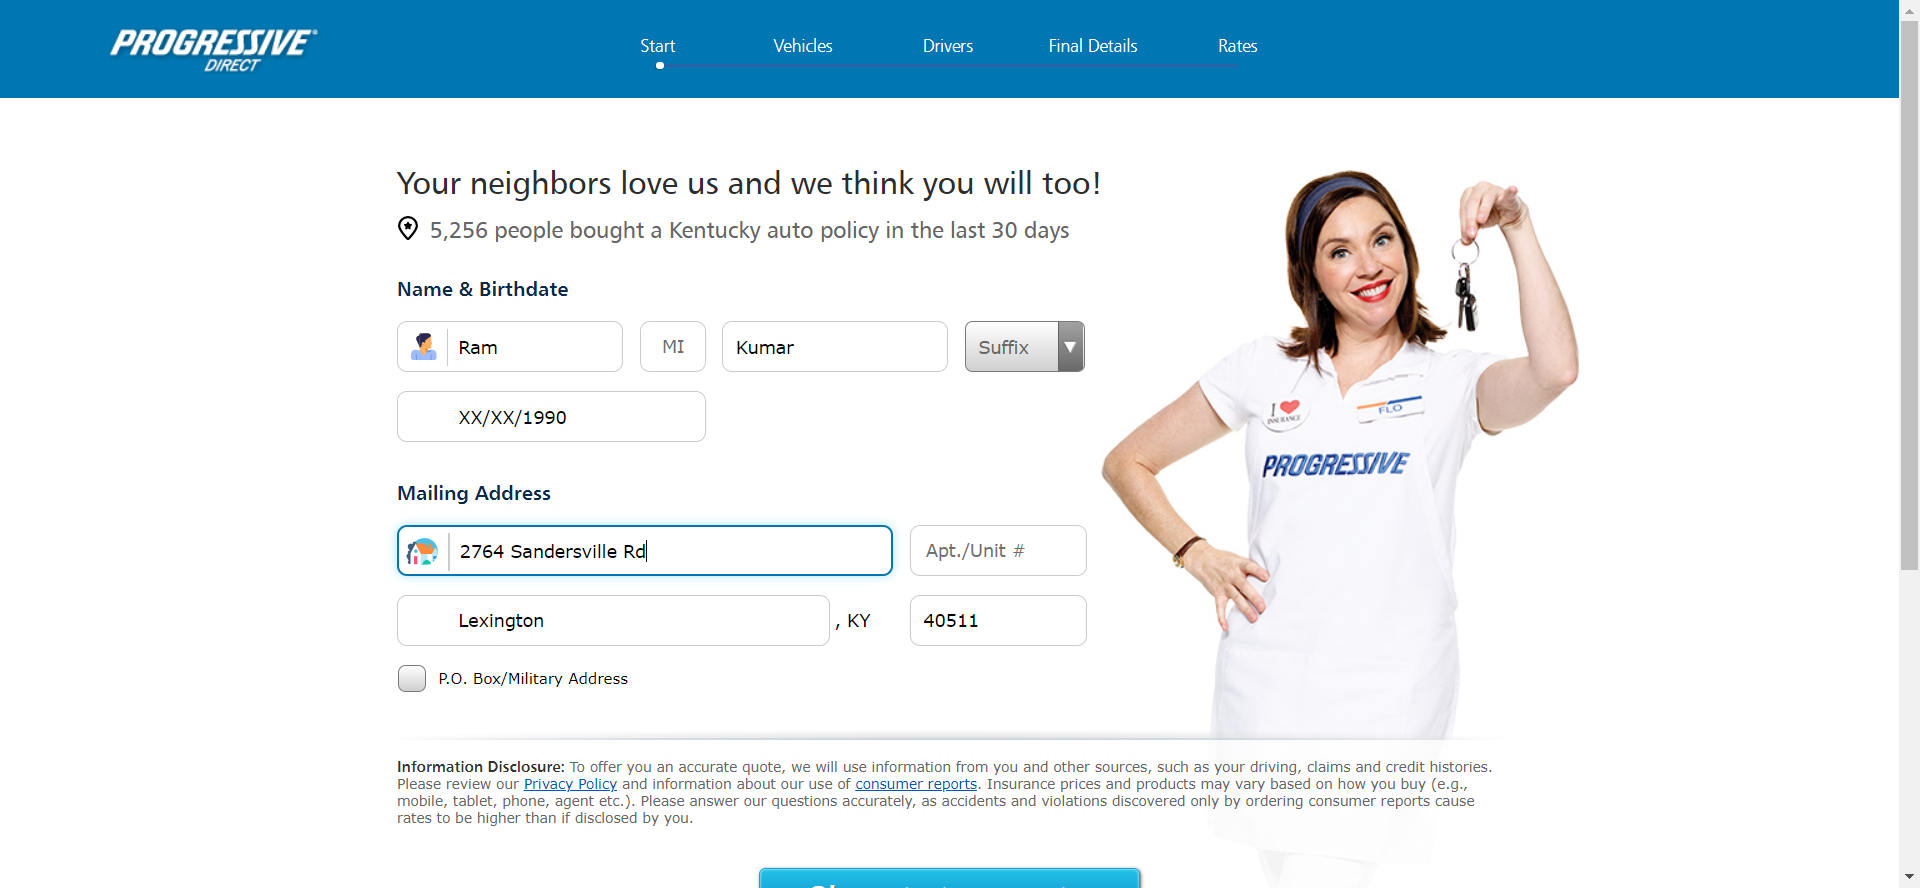 PROGRESSIVE
DIRECT
Start Vehicles Drivers Final Details Rates
Your neighbors love us and we think you will too!
5,256 people bought a Kentucky auto policy in the last 30 days
Name & Birthdate
Ram MI Kumar Suffix
XX/XX/1990
I
INSURANCE
FLO
PROGRESSIVE
Mailing Address
2764 Sandersville Rd Apt./Unit #
Lexington , KY 40511
P.O. Box/Military Address
Information Disclosure: To offer you an accurate quote, we will use information from you and other sources, such as your driving, claims and credit histories.
Please review our Privacy Policy and information about our use of consumer reports. Insurance prices and products may vary based on how you buy (e.g.,
mobile, tablet, phone, agent etc.). Please answer our questions accurately, as accidents and violations discovered only by ordering consumer reports cause
rates to be higher than if disclosed by you.